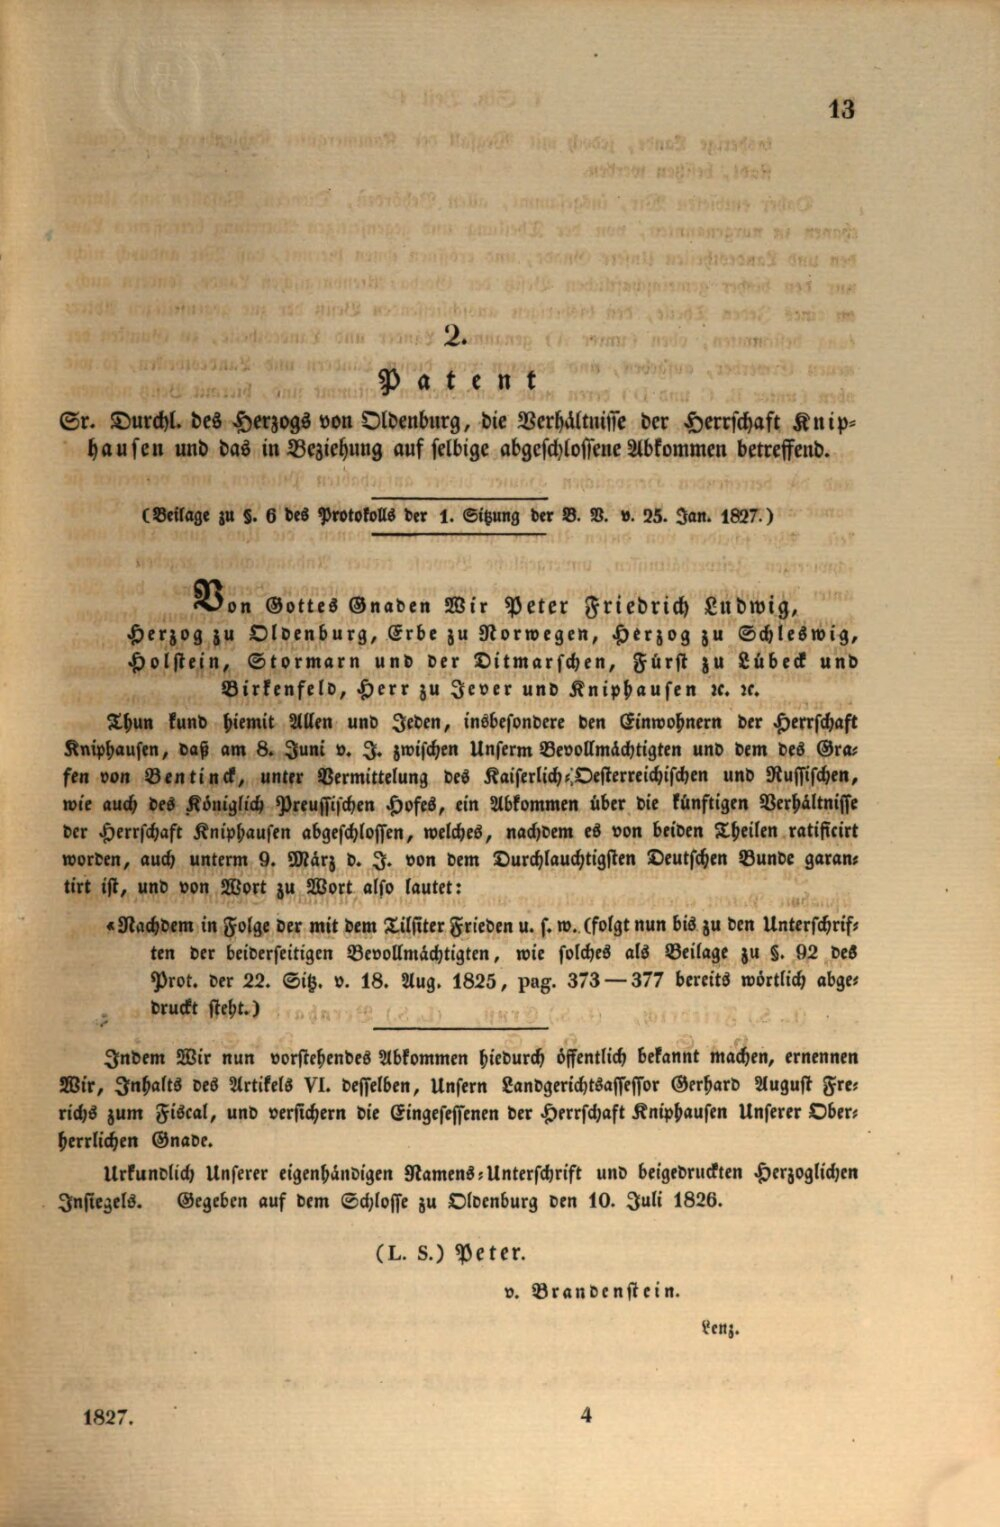 13
2.
Patent
Sr. Durchl. des Herzogs von Oldenburg, die Verhältnisse der Herrschaft Knip-
hausen und das in Beziehung auf selbige abgeschlossene Abkommen betreffend.
(Beilage zu §. 6 des Protokolls der 1. Sitzung der B. V. v. 25. Jan. 1827.)
Von Gottes Gnaden Wir Peter Friedrich Ludwig,
Herzog zu Oldenburg, Erbe zu Norwegen, Herzog zu Schleswig,
Holstein, Stormarn und der Ditmarschen, Fürst zu Lübeck und
Birkenfeld, Herr zu Jever und Kniphausen ꝛc. ꝛc.
Thun kund hiemit Allen und Jeden, insbesondere den Einwohnern der Herrschaft
Kniphausen, daß am 8. Juni v. J. zwischen Unserm Bevollmächtigten und dem des Gra-
fen von Bentinck, unter Vermittelung des Kaiserlich-Oesterreichischen und Russischen,
wie auch des Königlich Preussischen Hofes, ein Abkommen über die künftigen Verhältnisse
der Herrschaft Kniphausen abgeschlossen, welches, nachdem es von beiden Theilen ratificirt
worden, auch unterm 9. März d. J. von dem Durchlauchtigsten Deutschen Bunde garan-
tirt ist, und von Wort zu Wort also lautet:
«Nachdem in Folge der mit dem Tilsiter Frieden u. s. w. (folgt nun bis zu den Unterschrif-
ten der beiderseitigen Bevollmächtigten, wie solches als Beilage zu §. 92 des
Prot. der 22. Sitz. v. 18. Aug. 1825, pag. 373—377 bereits wörtlich abge-
druckt steht.)
Indem Wir nun vorstehendes Abkommen hiedurch öffentlich bekannt machen, ernennen
Wir, Inhalts des Artikels VI. desselben, Unsern Landgerichtsassessor Gerhard August Fre-
richs zum Fiscal, und versichern die Eingesessenen der Herrschaft Kniphausen Unserer Ober-
herrlichen Gnade.
Urkundlich Unserer eigenhändigen Namens-Unterschrift und beigedruckten Herzoglichen
Insiegels. Gegeben auf dem Schlosse zu Oldenburg den 10. Juli 1826.
(L. S.) Peter.
v. Brandenstein.
Lenz.
1827. 4